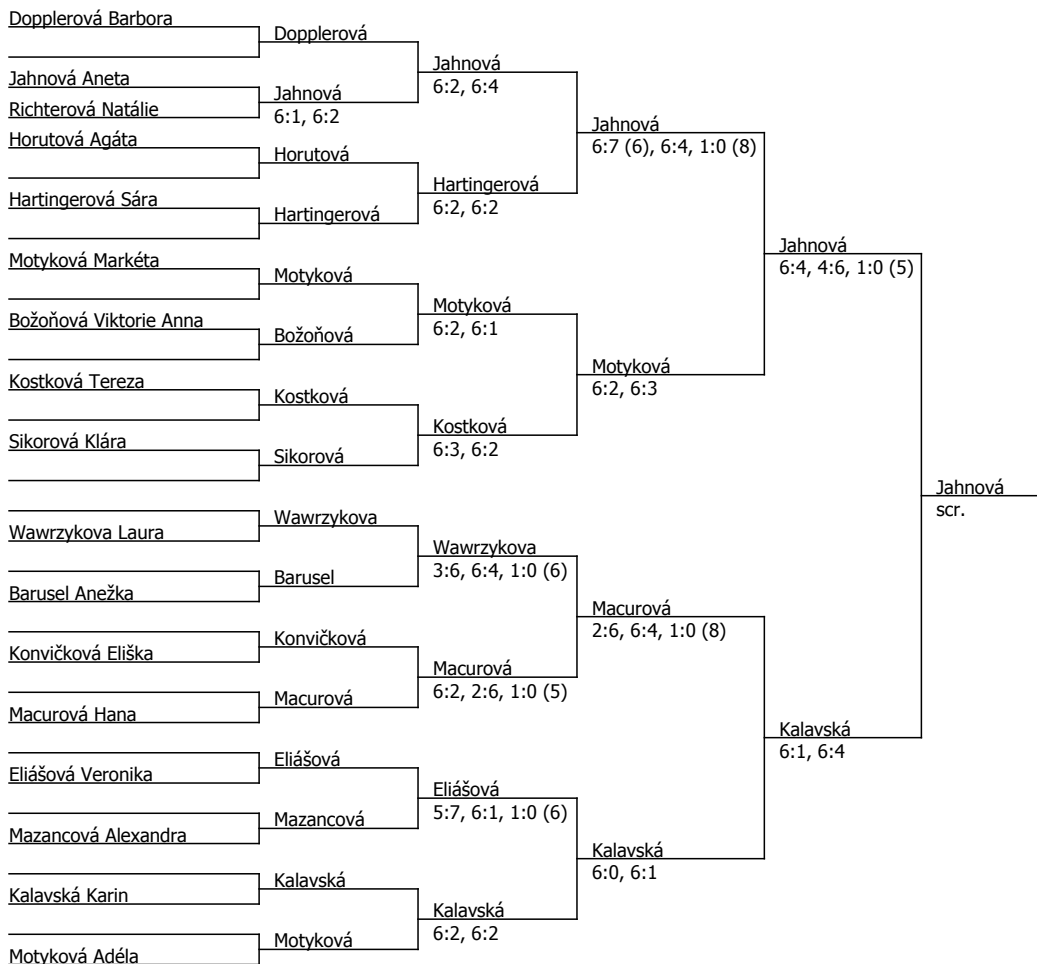 Dopplerová Barbora
Jahnová Aneta
Richterová Natálie
Horutová Agáta
Hartingerová Sára
Motyková Markéta
Božoňová Viktorie Anna
Kostková Tereza
Sikorová Klára
Wawrzykova Laura
Barusel Anežka
Konvičková Eliška
Macurová Hana
Eliášová Veronika
Mazancová Alexandra
Kalavská Karin
Motyková Adéla
Dopplerová
Jahnová
6:1, 6:2
Horutová
Hartingerová
Motyková
Božoňová
Kostková
Sikorová
Wawrzykova
Barusel
Konvičková
Macurová
Eliášová
Mazancová
Kalavská
Motyková
Jahnová
6:2, 6:4
Hartingerová
6:2, 6:2
Motyková
6:2, 6:1
Kostková
6:3, 6:2
Wawrzykova
3:6, 6:4, 1:0 (6)
Macurová
6:2, 2:6, 1:0 (5)
Eliášová
5:7, 6:1, 1:0 (6)
Kalavská
6:2, 6:2
Jahnová
6:7 (6), 6:4, 1:0 (8)
Motyková
6:2, 6:3
Macurová
2:6, 6:4, 1:0 (8)
Kalavská
6:0, 6:1
Jahnová
6:4, 4:6, 1:0 (5)
Kalavská
6:1, 6:4
Jahnová
scr.